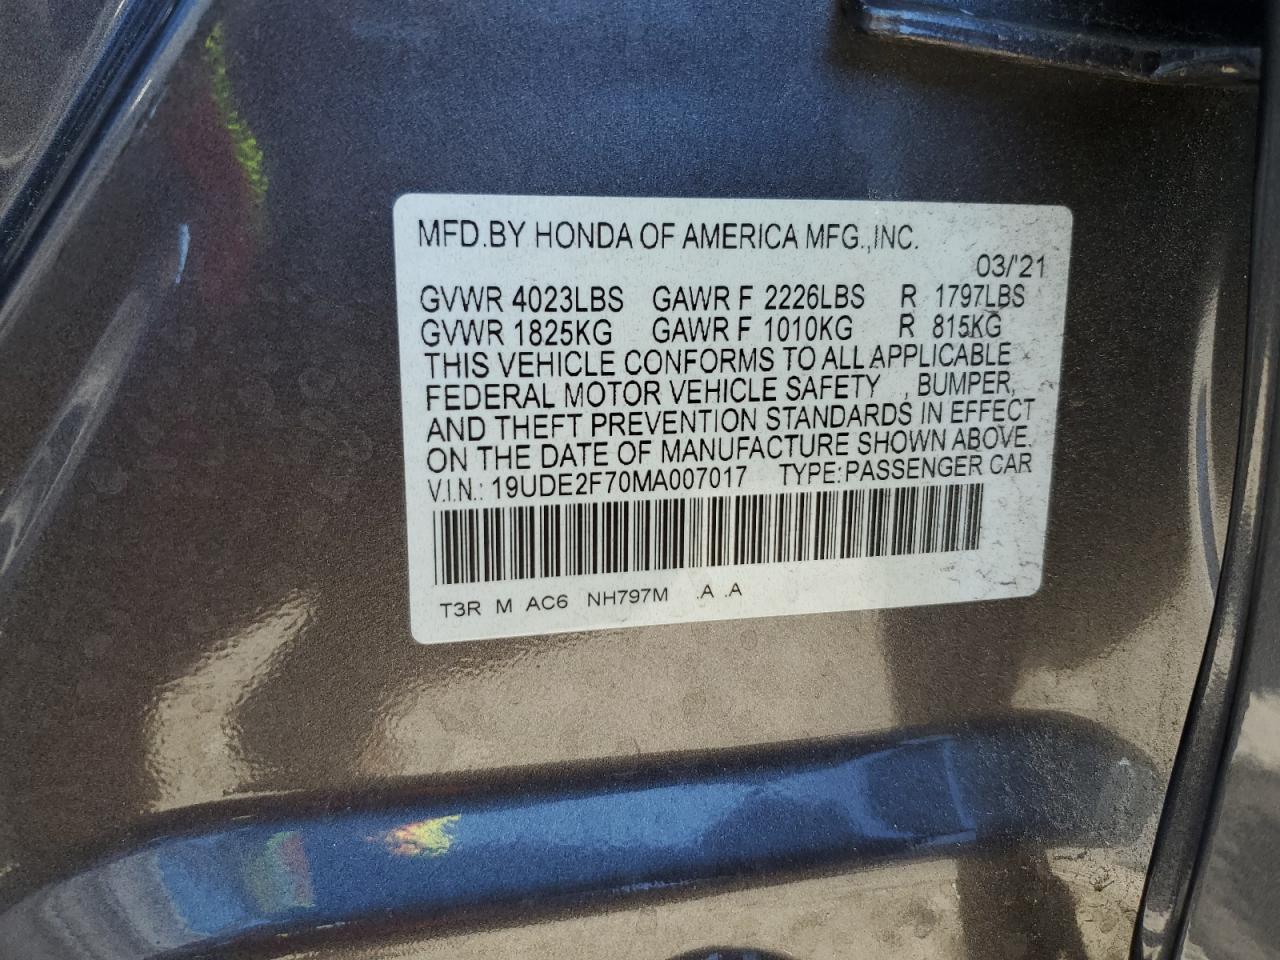 MFD.BY HONDA OF AMERICA MFG.,INC.
03/'21
GVWR 4023LBS GAWR F 2226LBS R 1797LBS
GVWR 1825KG GAWR F 1010KG R 815KG
THIS VEHICLE CONFORMS TO ALL APPLICABLE
FEDERAL MOTOR VEHICLE SAFETY , BUMPER,
AND THEFT PREVENTION STANDARDS IN EFFECT
ON THE DATE OF MANUFACTURE SHOWN ABOVE.
V.I.N.: 19UDE2F70MA007017 TYPE:PASSENGER CAR
T3R M AC6 NH797M .A .A